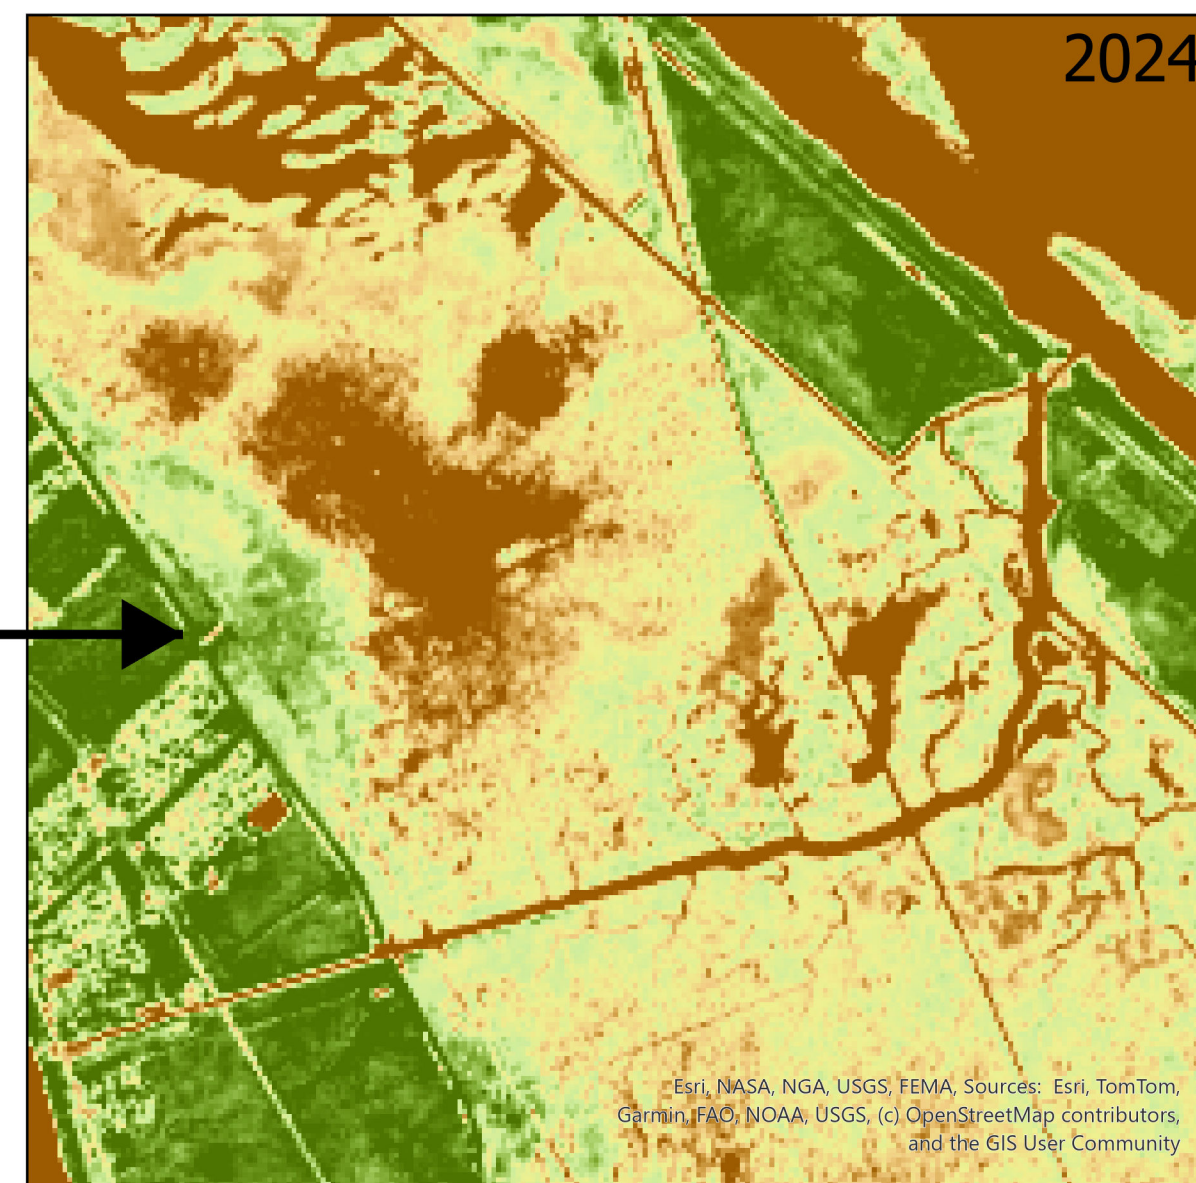 2024
Esri, NASA, NGA, USGS, FEMA, Sources: Esri, TomTom,
Garmin, FAO, NOAA, USGS, (c) OpenStreetMap contributors,
and the GIS User Community